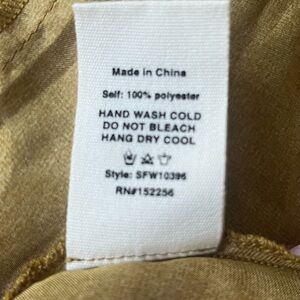 Made in China
Self: 100% polyester
HAND WASH COLD
DO NOT BLEACH
HANG DRY COOL
Style: SFW10396
RN#152256